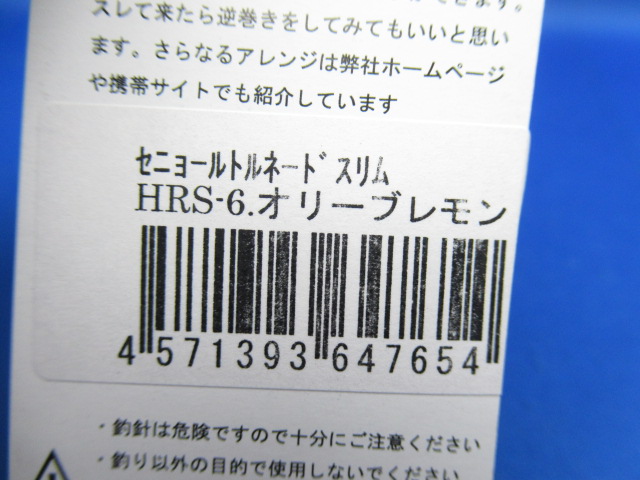 スレて来たら逆巻きをしてみてもいいと思い
ます。さらなるアレンジは弊社ホームページ
や携帯サイトでも紹介しています
ｾﾆｮｰﾙﾄﾙﾈｰﾄﾞ ｽﾘﾑ
HRS-6.オリーブレモン
4 571393 647654
・釣針は危険ですので十分にご注意ください
・釣り以外の目的で使用しないでください